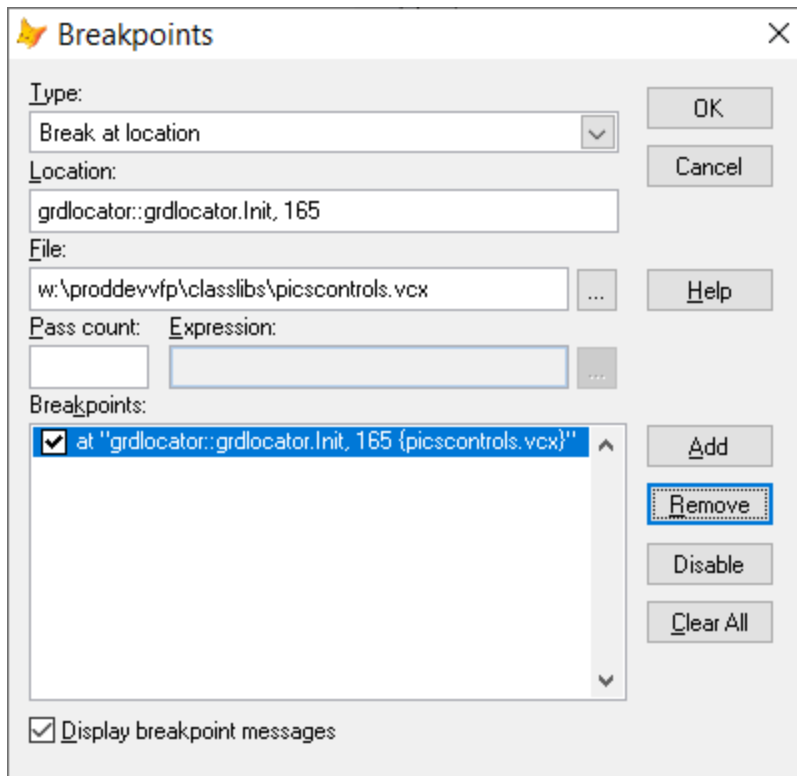 Breakpoints
Type:
Break at location
OK
Location:
Cancel
grdlocator::grdlocator.Init, 165
File:
w:\proddevvfp\classlibs\picscontrols.vcx
...
Help
Pass count: Expression:
...
Breakpoints:
at "grdlocator::grdlocator.Init, 165 {picscontrols.vcx}"
Add
Remove
Disable
Clear All
Display breakpoint messages